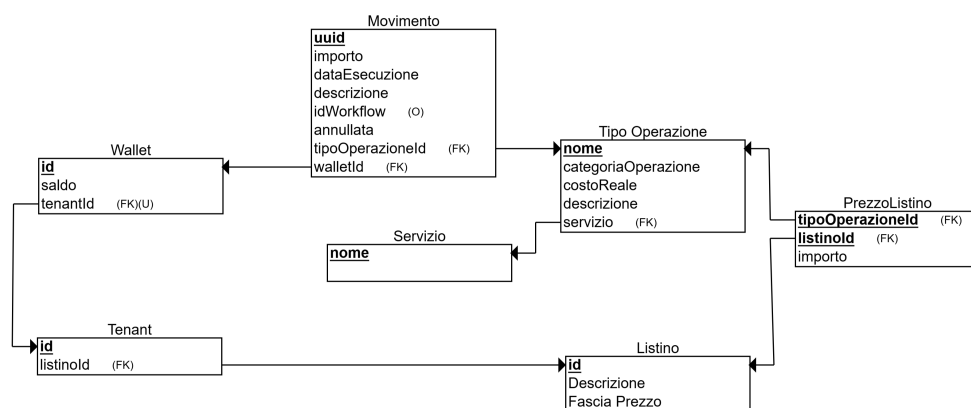 Movimento
uuid
importo
dataEsecuzione
descrizione
idWorkflow (O)
annullata
tipoOperazioneId (FK)
walletId (FK)
Tipo Operazione
nome
categoriaOperazione
costoReale
descrizione
servizio (FK)
Wallet
id
saldo
tenantId (FK)(U)
PrezzoListino
tipoOperazioneId (FK)
listinoId (FK)
importo
Servizio
nome
Tenant
id
listinoId (FK)
Listino
id
Descrizione
Fascia Prezzo